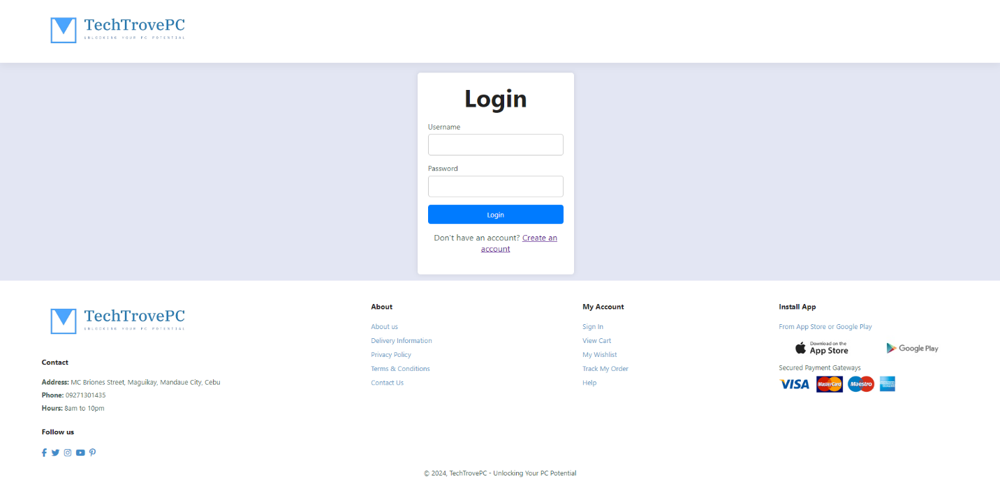 TechTrovePC
UNLOCKING YOUR PC POTENTIAL
Login
Username
Password
Login
Don't have an account? Create an
account
TechTrovePC
UNLOCKING YOUR PC POTENTIAL
Contact
Address: MC Briones Street, Maguikay, Mandaue City, Cebu
Phone: 09271301435
Hours: 8am to 10pm
Follow us
About
About us
Delivery Information
Privacy Policy
Terms & Conditions
Contact Us
My Account
Sign In
View Cart
My Wishlist
Track My Order
Help
Install App
From App Store or Google Play
Download on the
App Store
Google Play
Secured Payment Gateways
VISA MasterCard Maestro
© 2024, TechTrovePC - Unlocking Your PC Potential